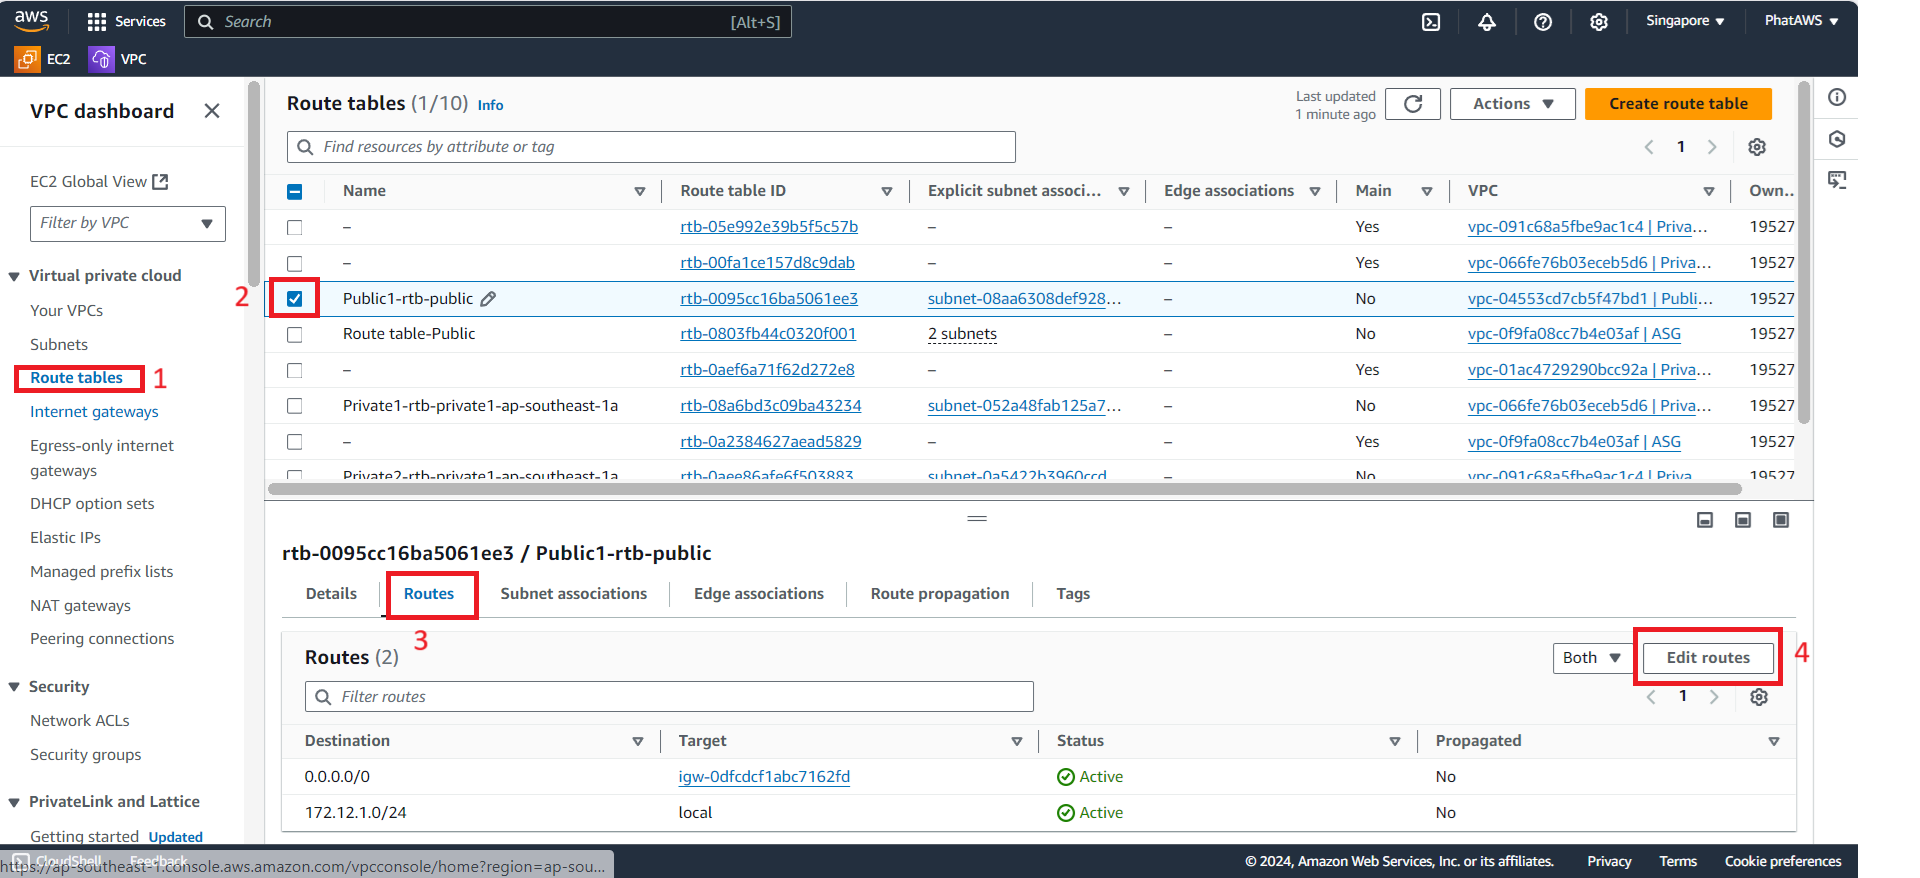 aws
Services
Search
[Alt+S]
Singapore
PhatAWS
EC2
VPC
VPC dashboard
EC2 Global View
Filter by VPC
Virtual private cloud
Your VPCs
Subnets
Route tables
1
Internet gateways
Egress-only internet
gateways
DHCP option sets
Elastic IPs
Managed prefix lists
NAT gateways
Peering connections
Security
Network ACLs
Security groups
PrivateLink and Lattice
Getting started Updated
Route tables (1/10) Info
Last updated
1 minute ago
Actions
Create route table
Find resources by attribute or tag
1
Name Route table ID Explicit subnet associ... Edge associations Main VPC Own...
– rtb-05e992e39b5f5c57b – – Yes vpc-091c68a5fbe9ac1c4 | Priva... 19527
– rtb-00fa1ce157d8c9dab – – Yes vpc-066fe76b03eceb5d6 | Priva... 19527
2
Public1-rtb-public rtb-0095cc16ba5061ee3 subnet-08aa6308def928... – No vpc-04553cd7cb5f47bd1 | Publi... 19527
Route table-Public rtb-0803fb44c0320f001 2 subnets – No vpc-0f9fa08cc7b4e03af | ASG 19527
– rtb-0aef6a71f62d272e8 – – Yes vpc-01ac4729290bcc92a | Priva... 19527
Private1-rtb-private1-ap-southeast-1a rtb-08a6bd3c09ba43234 subnet-052a48fab125a7... – No vpc-066fe76b03eceb5d6 | Priva... 19527
– rtb-0a2384627aead5829 – – Yes vpc-0f9fa08cc7b4e03af | ASG 19527
Private2-rtb-private1-ap-southeast-1a rtb-0aee86afe6f503883 subnet-0a5422b3960ccd – No vpc-091c68a5fbe9ac1c4 | Priva 19527
rtb-0095cc16ba5061ee3 / Public1-rtb-public
Details Routes Subnet associations Edge associations Route propagation Tags
3
Routes (2)
Both
Edit routes
4
Filter routes
1
Destination Target Status Propagated
0.0.0.0/0 igw-0dfcdcf1abc7162fd Active No
172.12.1.0/24 local Active No
CloudShell Feedback
https://ap-southeast-1.console.aws.amazon.com/vpcconsole/home?region=ap-sou...
© 2024, Amazon Web Services, Inc. or its affiliates. Privacy Terms Cookie preferences